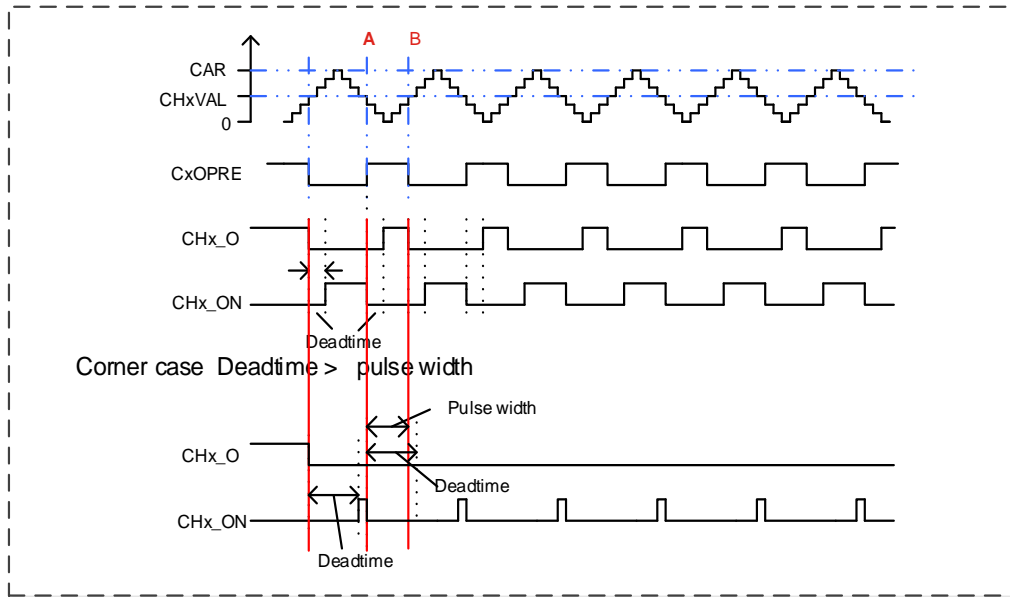 A B
CAR
CHxVAL
0
CxOPRE
CHx_O
CHx_ON
Deadtime
Corner case Deadtime > pulse width
Pulse width
CHx_O
Deadtime
CHx_ON
Deadtime